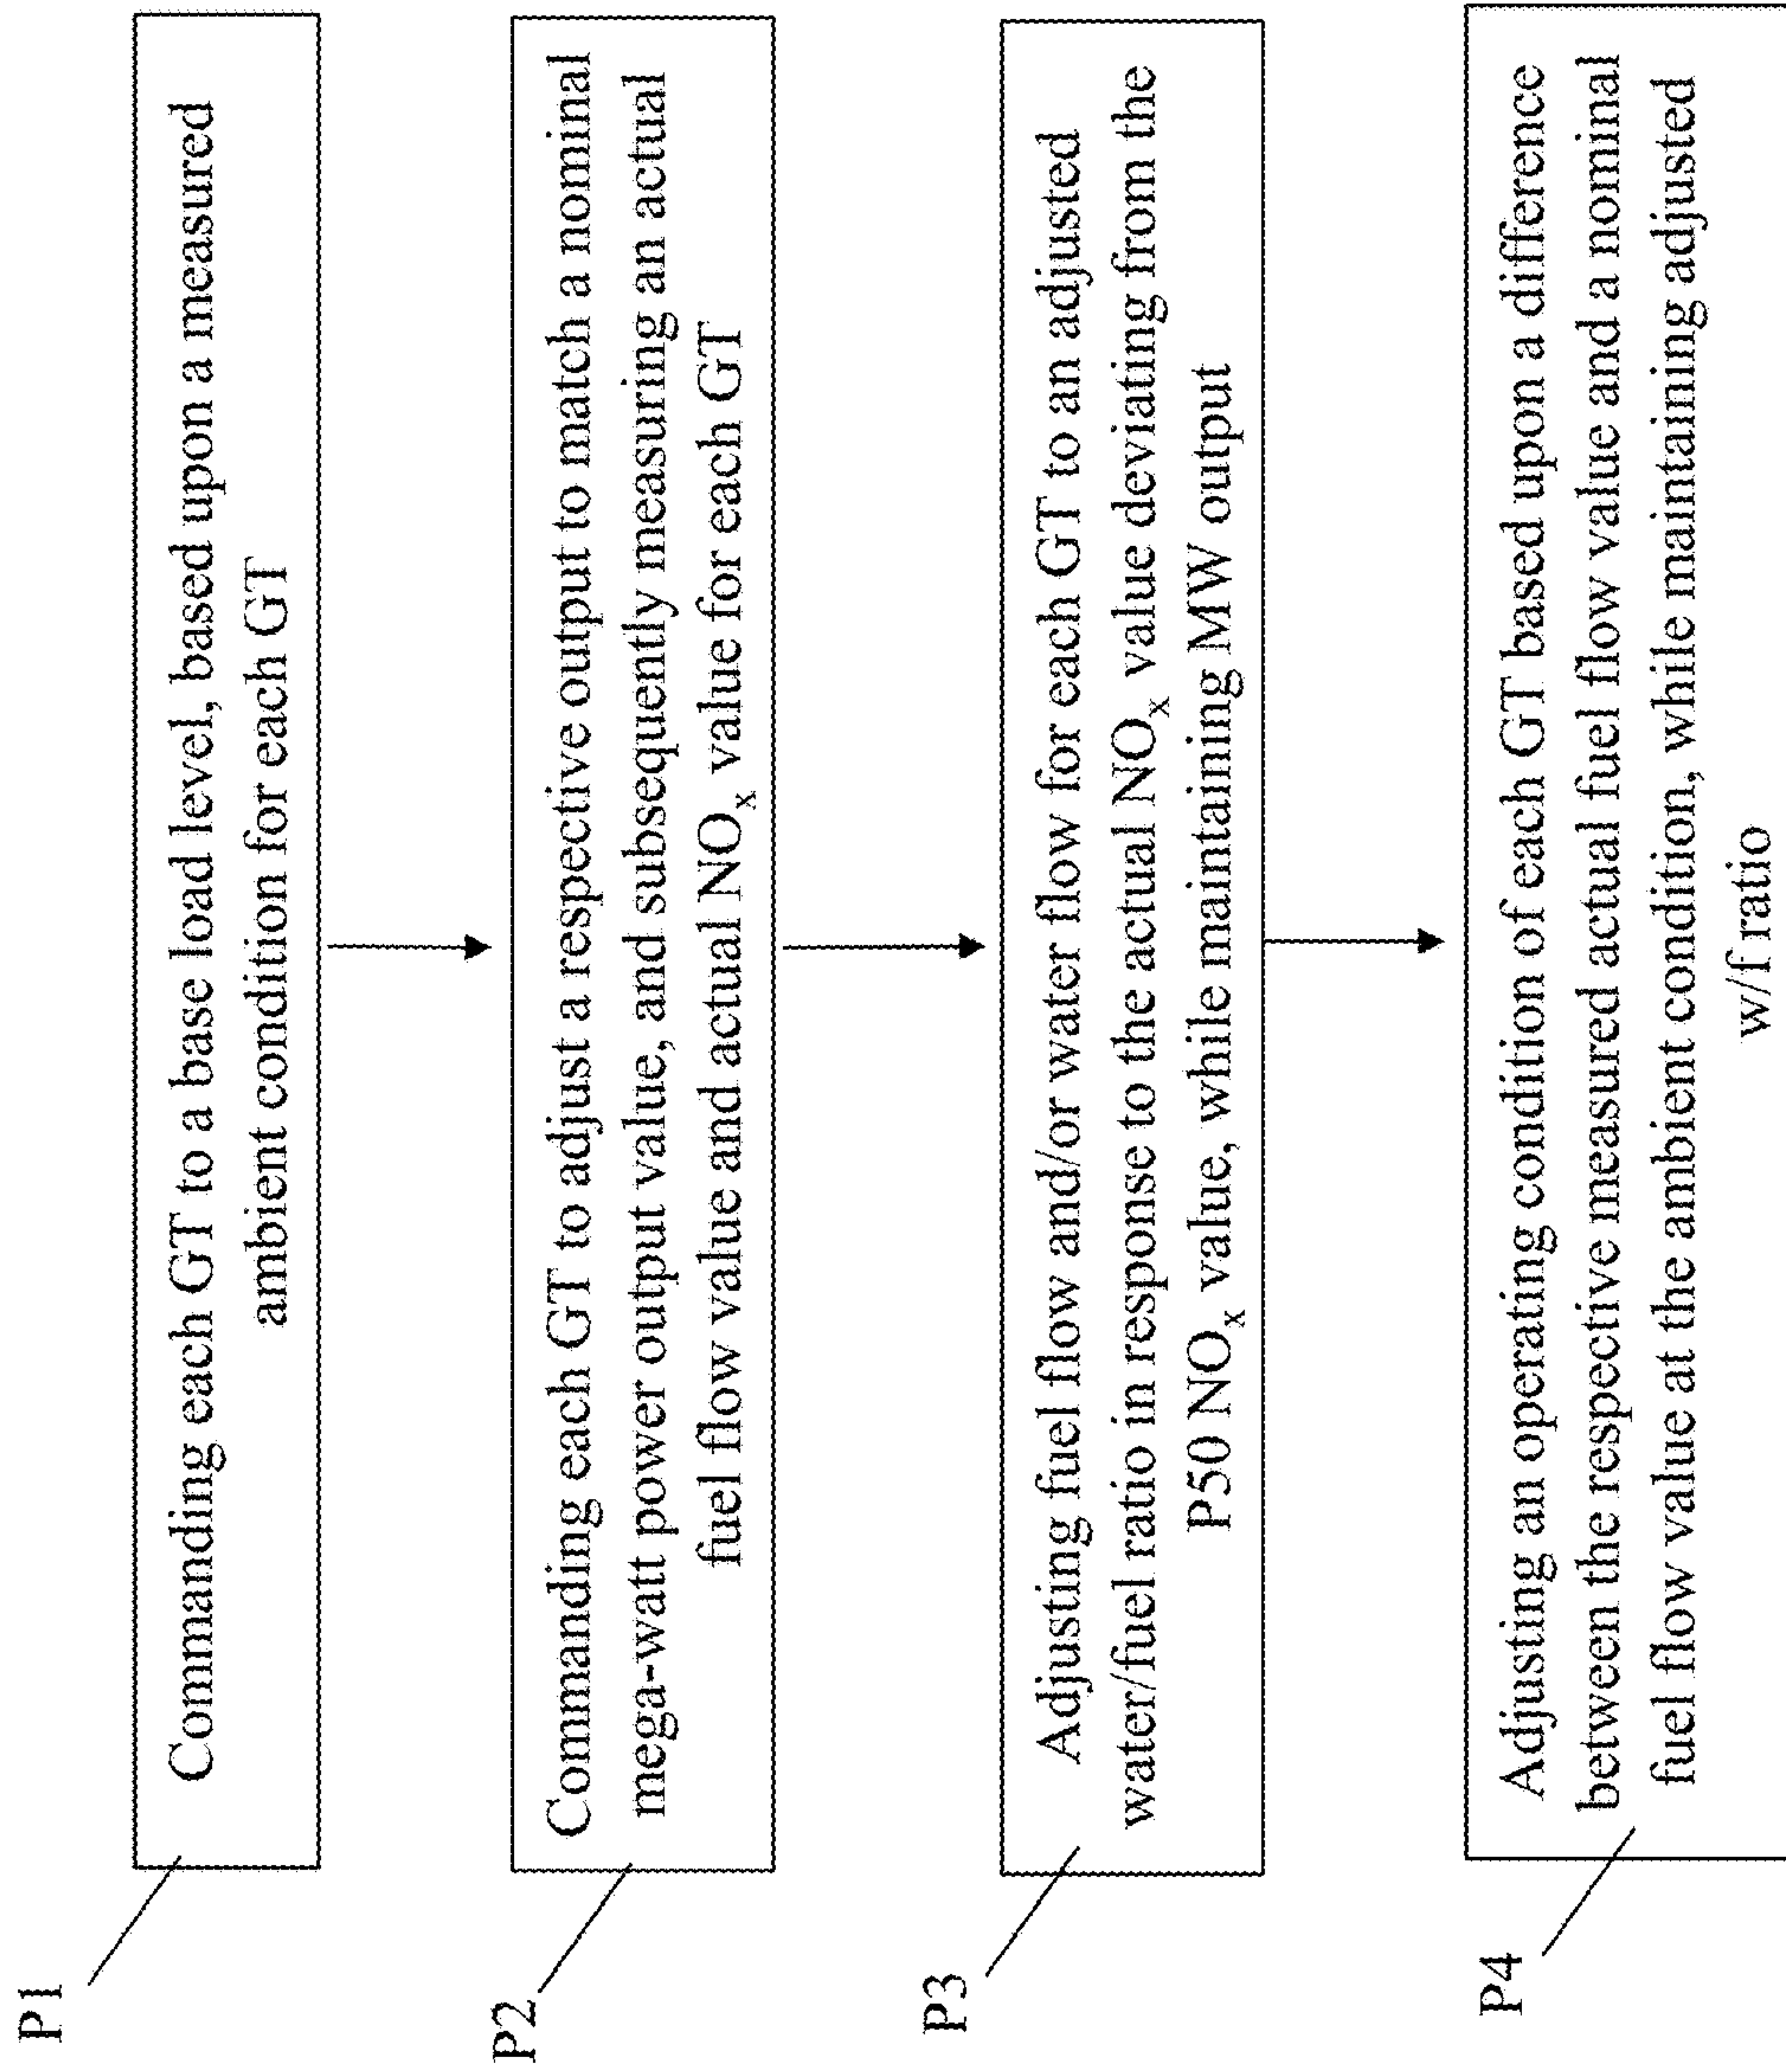 P1
Commanding each GT to a base load level, based upon a measured
ambient condition for each GT
P2
Commanding each GT to adjust a respective output to match a nominal
mega-watt power output value, and subsequently measuring an actual
fuel flow value and actual NOx value for each GT
P3
Adjusting fuel flow and/or water flow for each GT to an adjusted
water/fuel ratio in response to the actual NOx value deviating from the
P50 NOx value, while maintaining MW output
P4
Adjusting an operating condition of each GT based upon a difference
between the respective measured actual fuel flow value and a nominal
fuel flow value at the ambient condition, while maintaining adjusted
w/f ratio